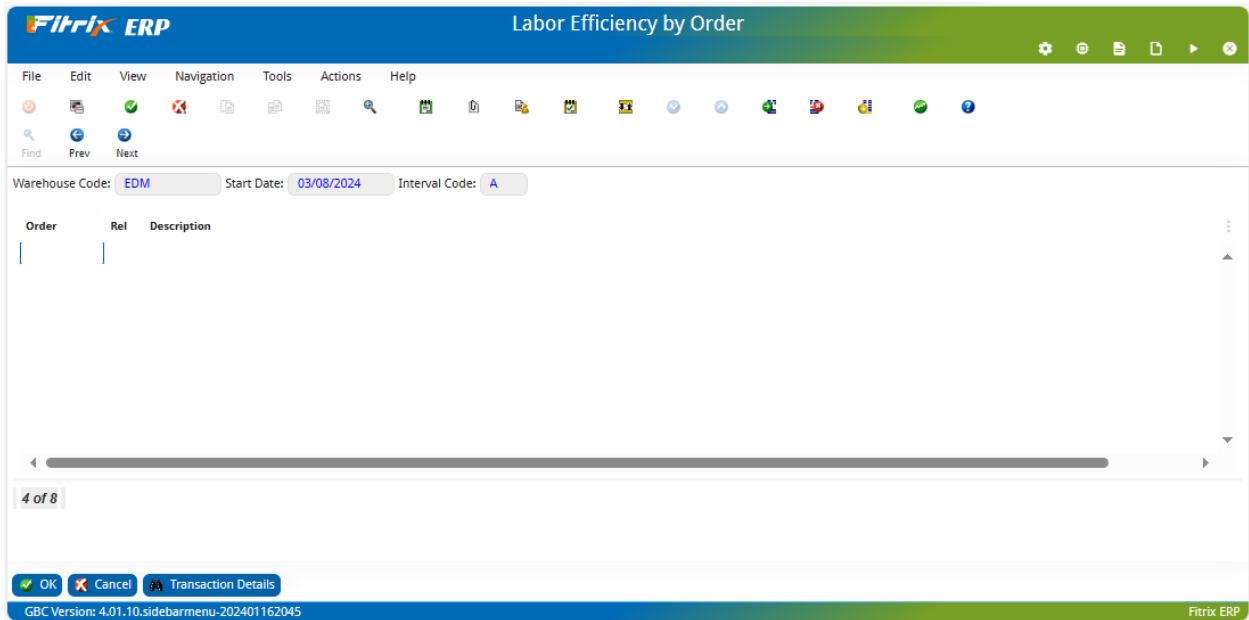 Fitrix ERP
Labor Efficiency by Order
File Edit View Navigation Tools Actions Help
Find Prev Next
Warehouse Code: EDM Start Date: 03/08/2024 Interval Code: A
Order Rel Description
4 of 8
OK Cancel Transaction Details
GBC Version: 4.01.10.sidebarmenu-202401162045 Fitrix ERP